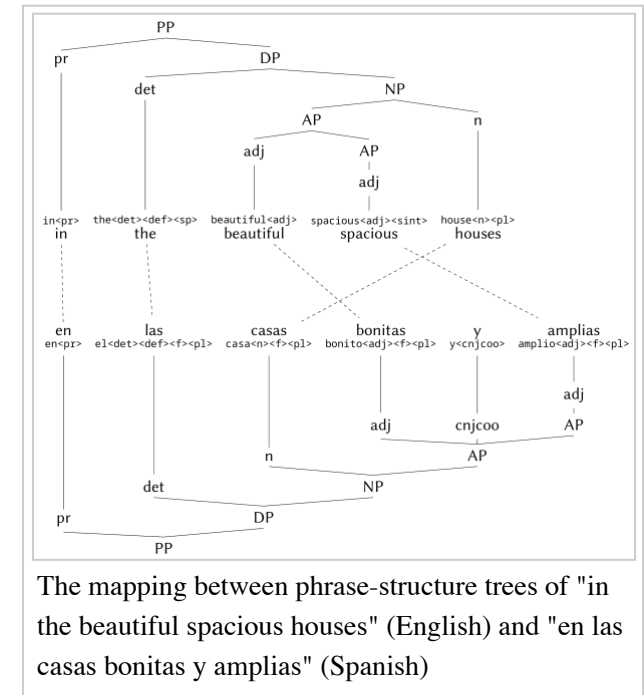 PP
pr DP
det NP
AP n
adj AP
adj
in<pr> the<det><def><sp> beautiful<adj> spacious<adj><sint> house<n><pl>
in the beautiful spacious houses
en las casas bonitas y amplias
en<pr> el<det><def><f><pl> casa<n><f><pl> bonito<adj><f><pl> y<cnjcoo> amplio<adj><f><pl>
adj
adj cnjcoo AP
n AP
det NP
pr DP
PP
The mapping between phrase-structure trees of "in
the beautiful spacious houses" (English) and "en las
casas bonitas y amplias" (Spanish)